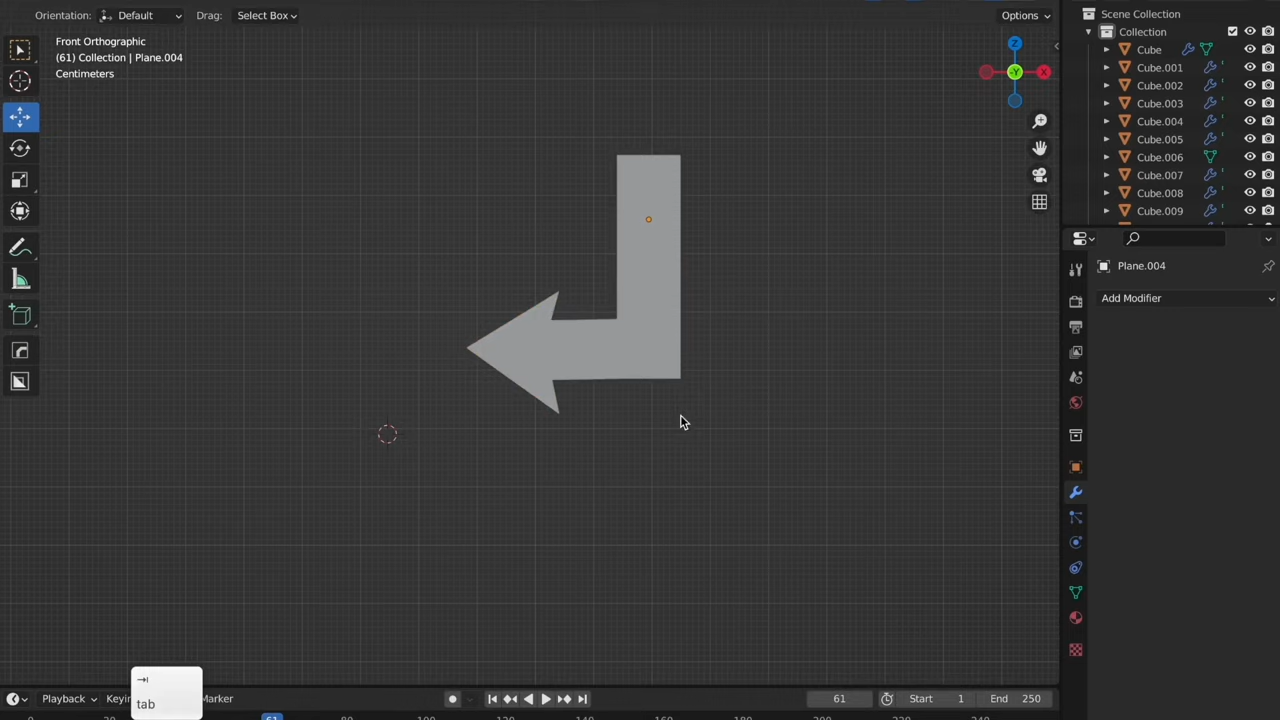 Orientation: Default Drag: Select Box Options
Front Orthographic
(61) Collection | Plane.004
Centimeters
Z
-Y
X
Scene Collection
Collection
Cube
Cube.001
Cube.002
Cube.003
Cube.004
Cube.005
Cube.006
Cube.007
Cube.008
Cube.009
Plane.004
Add Modifier
tab
Playback Keyin Marker 61 Start 1 End 250
61